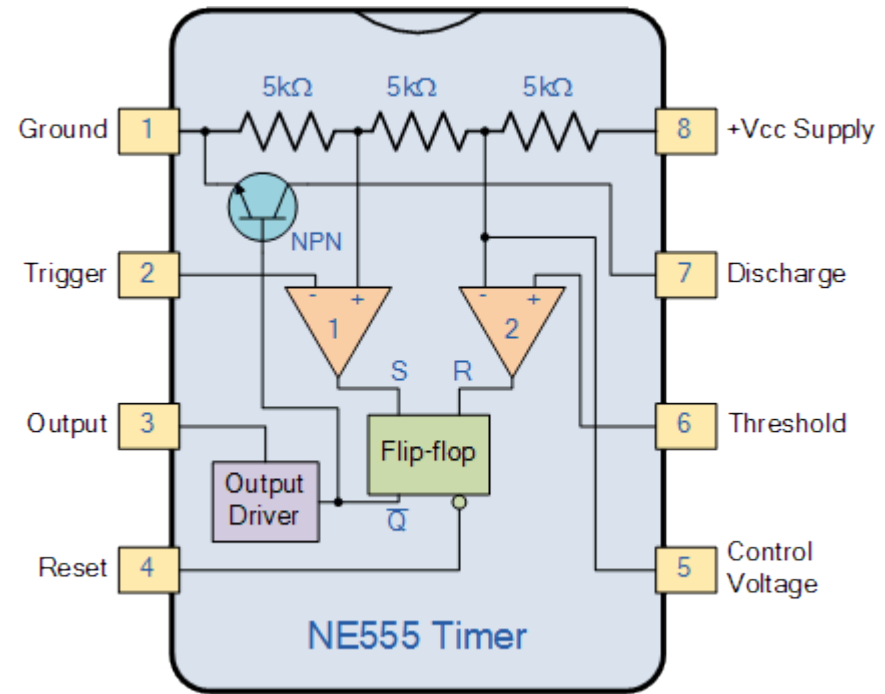 5kΩ 5kΩ 5kΩ
Ground 1
8 +Vcc Supply
NPN
Trigger 2
7 Discharge
- +
- +
1
2
S R
Output 3
6 Threshold
Flip-flop
Output
Driver
Q̅
Reset 4
5 Control
Voltage
NE555 Timer